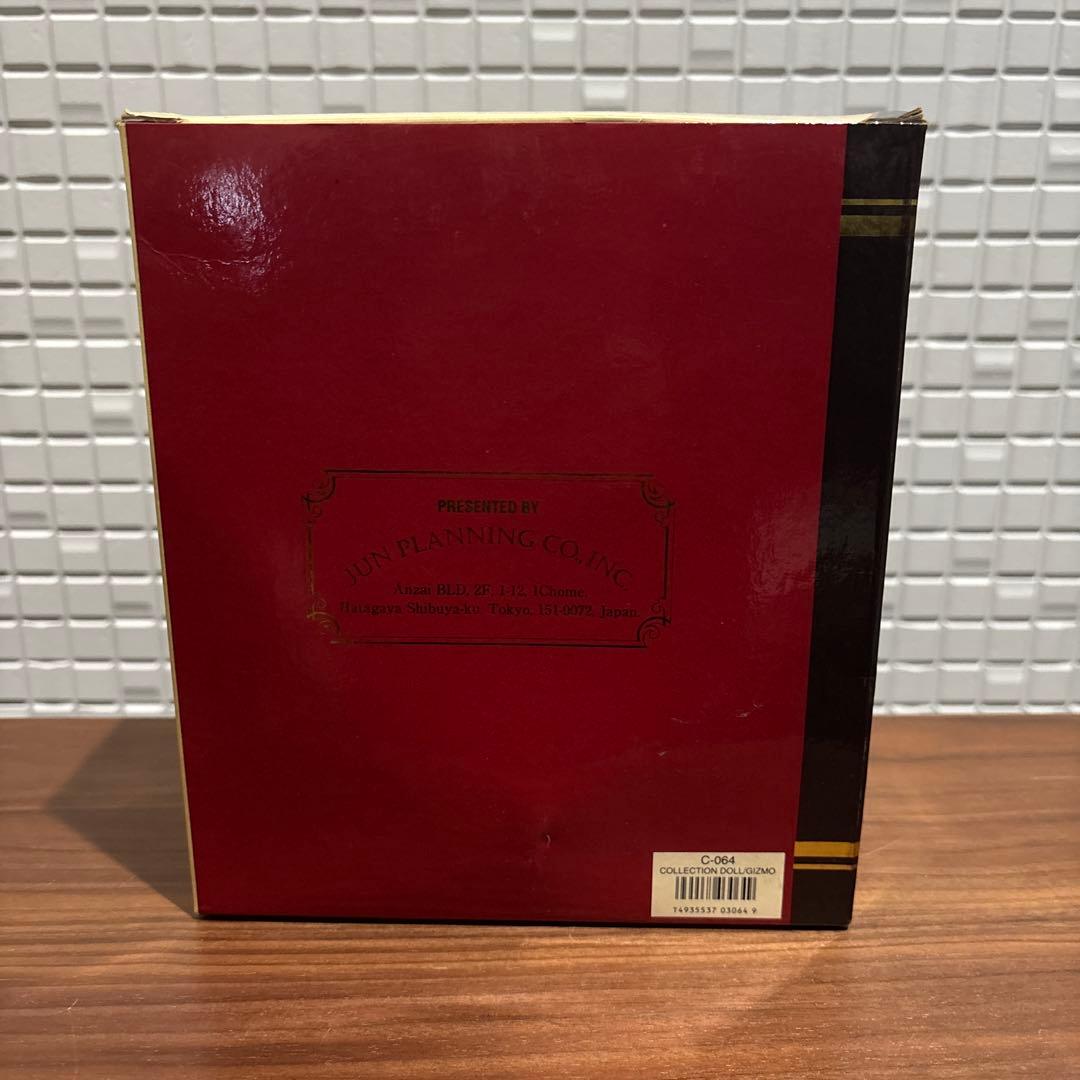 PRESENTED BY
JUN PLANNING CO., INC.
Anzai BLD, 2F, 1-12, 1Chome,
Hatagaya Shibuya-ku, Tokyo, 151-0072, Japan.
C-064
COLLECTION DOLL/GIZMO
T4935537 03064 9